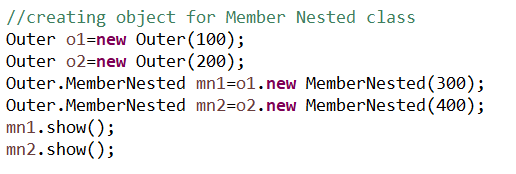 //creating object for Member Nested class
Outer o1=new Outer(100);
Outer o2=new Outer(200);
Outer.MemberNested mn1=o1.new MemberNested(300);
Outer.MemberNested mn2=o2.new MemberNested(400);
mn1.show();
mn2.show();